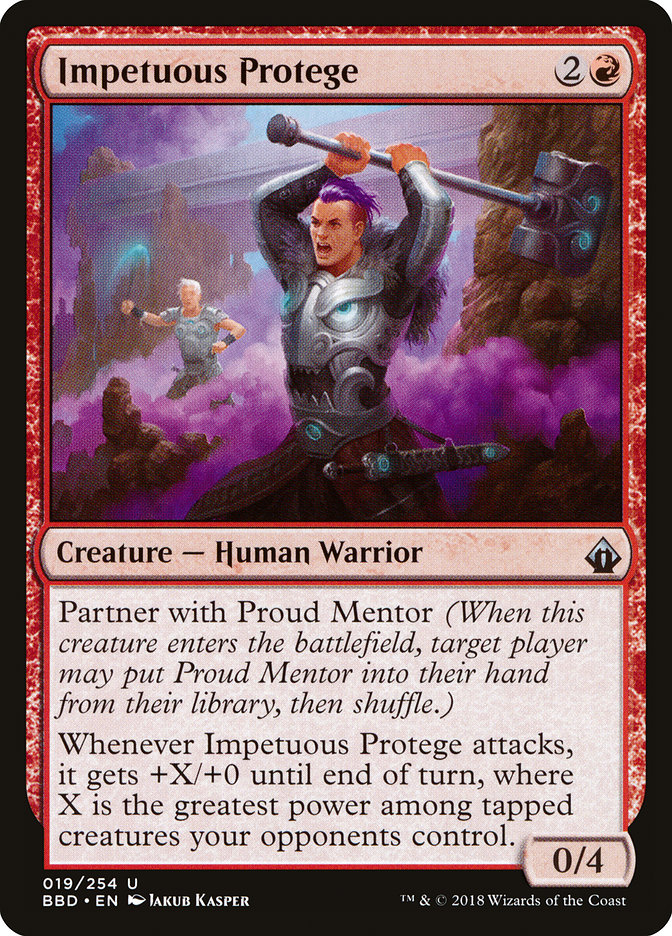 Impetuous Protege 2
Creature — Human Warrior
Partner with Proud Mentor (When this
creature enters the battlefield, target player
may put Proud Mentor into their hand
from their library, then shuffle.)
Whenever Impetuous Protege attacks,
it gets +X/+0 until end of turn, where
X is the greatest power among tapped
creatures your opponents control.
0/4
019/254 U
BBD • EN Jakub Kasper
™ & © 2018 Wizards of the Coast